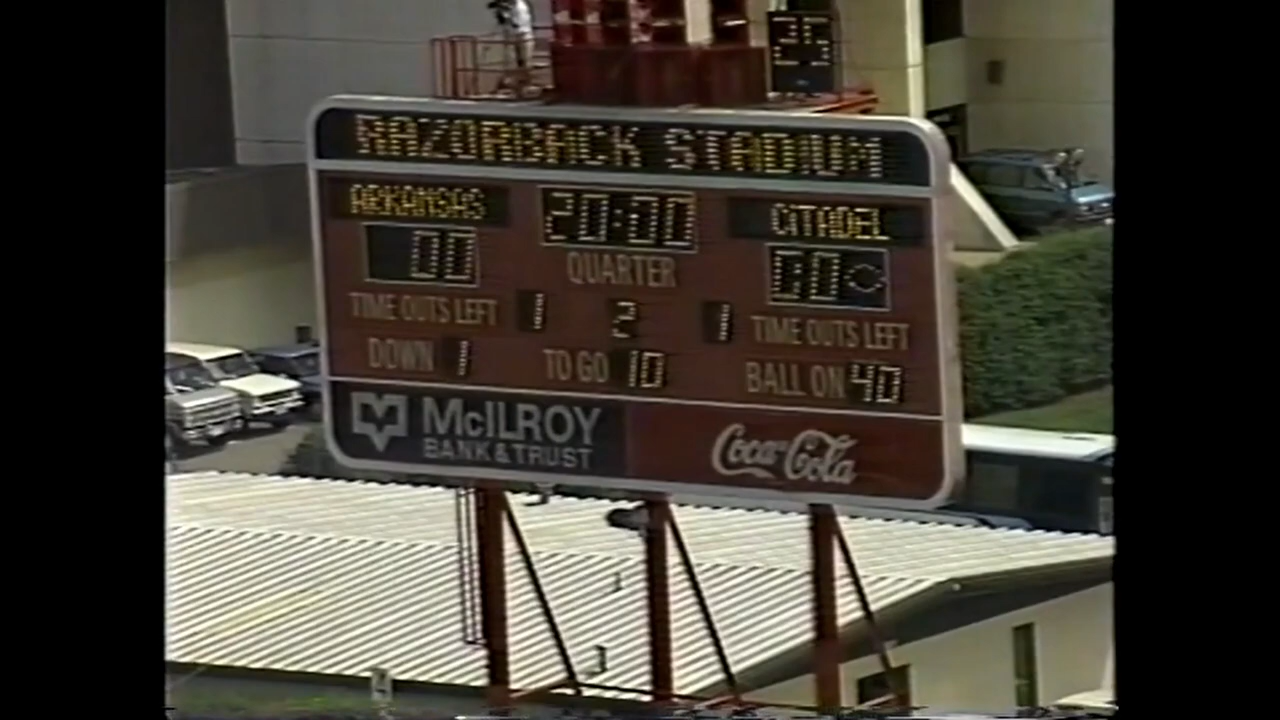 25
RAZORBACK STADIUM
ARKANSAS 20:00 CITADEL
00 QUARTER
TIME OUTS LEFT 1 2 1 TIME OUTS LEFT
DOWN 1 TO GO 10 BALL ON 40
McILROY
BANK & TRUST
Coca-Cola